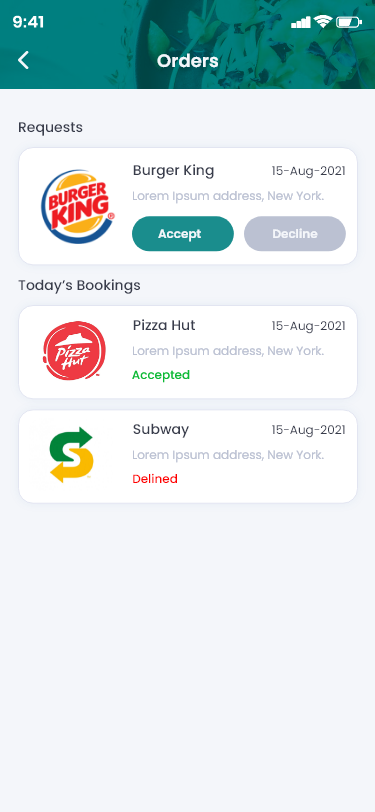 9:41
Orders
Requests
BURGER
KING
®
Burger King
15-Aug-2021
Lorem Ipsum address, New York.
Accept
Decline
Today's Bookings
Pizza
Hut
Pizza Hut
15-Aug-2021
Lorem Ipsum address, New York.
Accepted
S
Subway
15-Aug-2021
Lorem Ipsum address, New York.
Delined